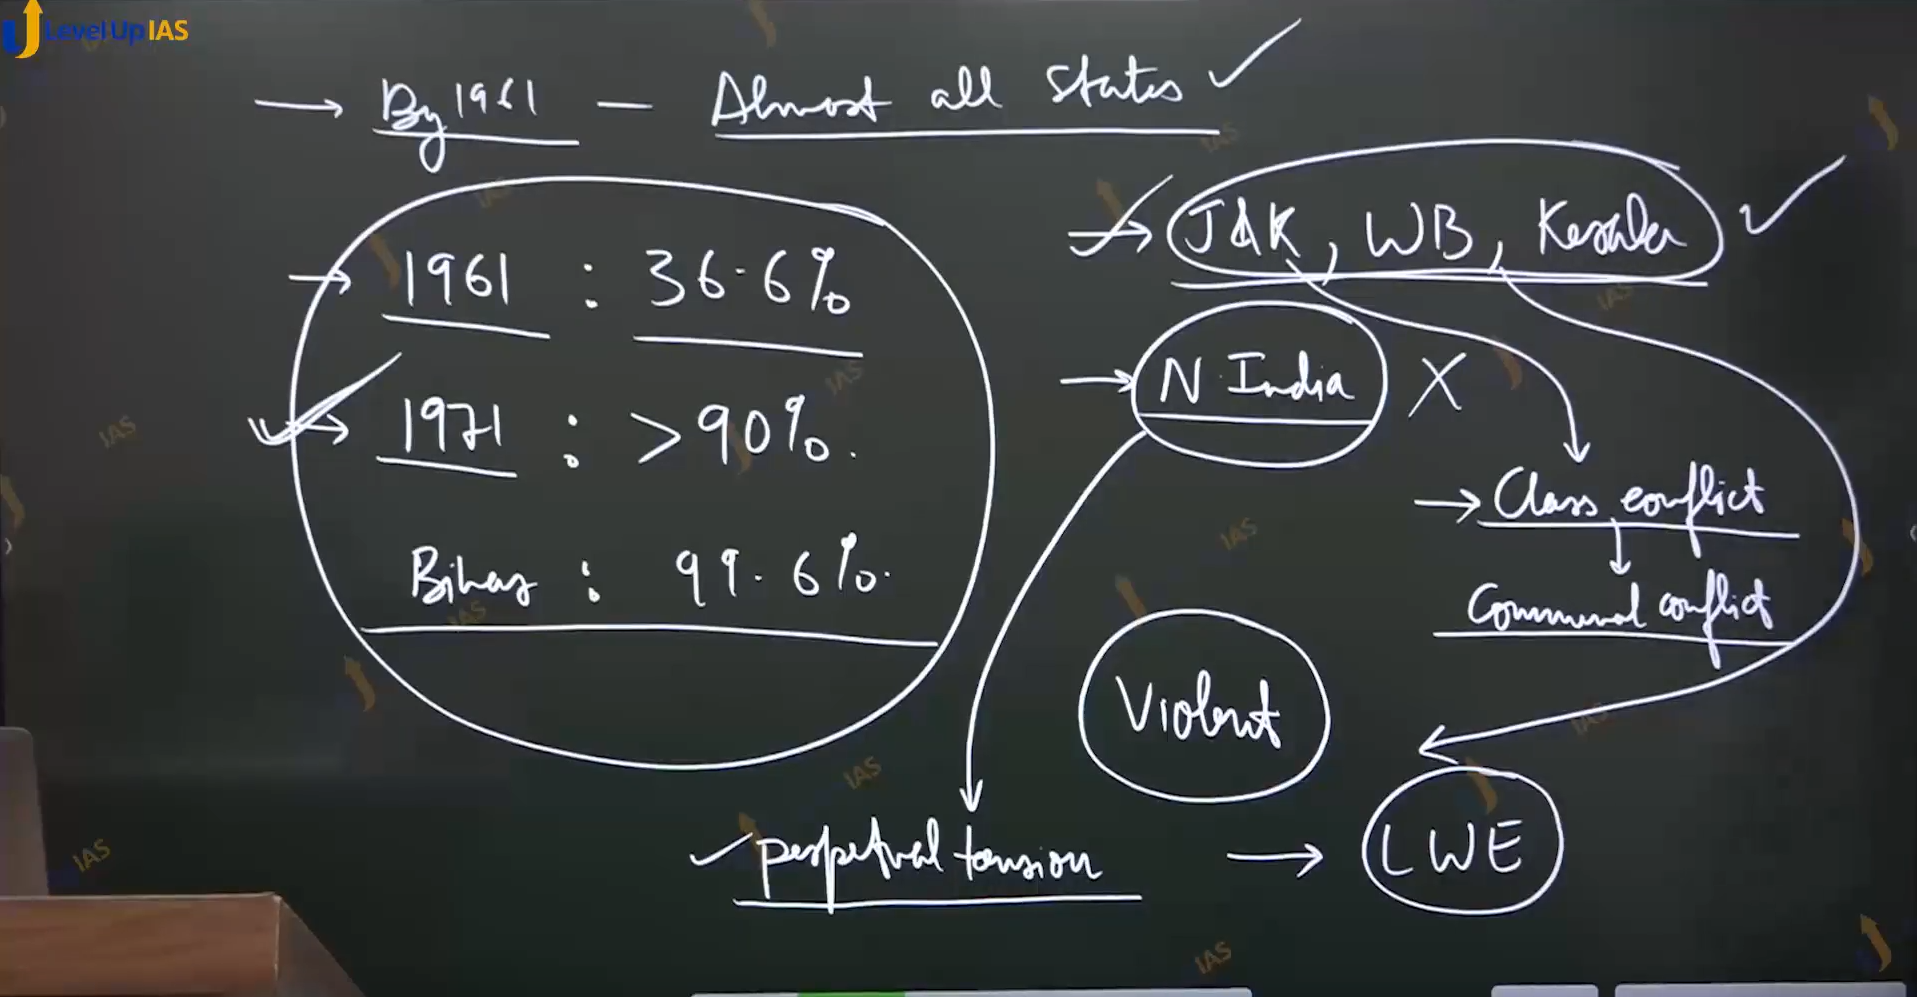 Level Up IAS
→ By 1961 — Almost all states ✓
→ 1961 : 36.6%
→ 1971 : >90%.
Bihar : 99.6%.
→ J&K, WB, Kerala ✓
→ N. India X
→ Class conflict
↓
Communal conflict
Violent
✓ perpetual tension → LWE